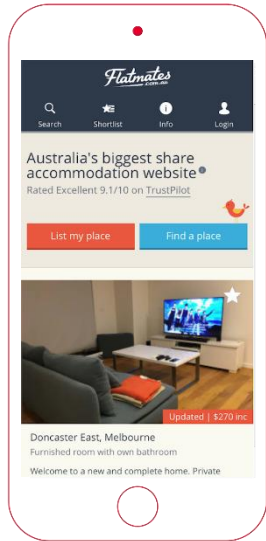 Flatmates
.com.au
Search Shortlist Info Login
Australia's biggest share
accommodation website
Rated Excellent 9.1/10 on TrustPilot
List my place Find a place
Updated | $270 inc
Doncaster East, Melbourne
Furnished room with own bathroom
Welcome to a new and complete home. Private